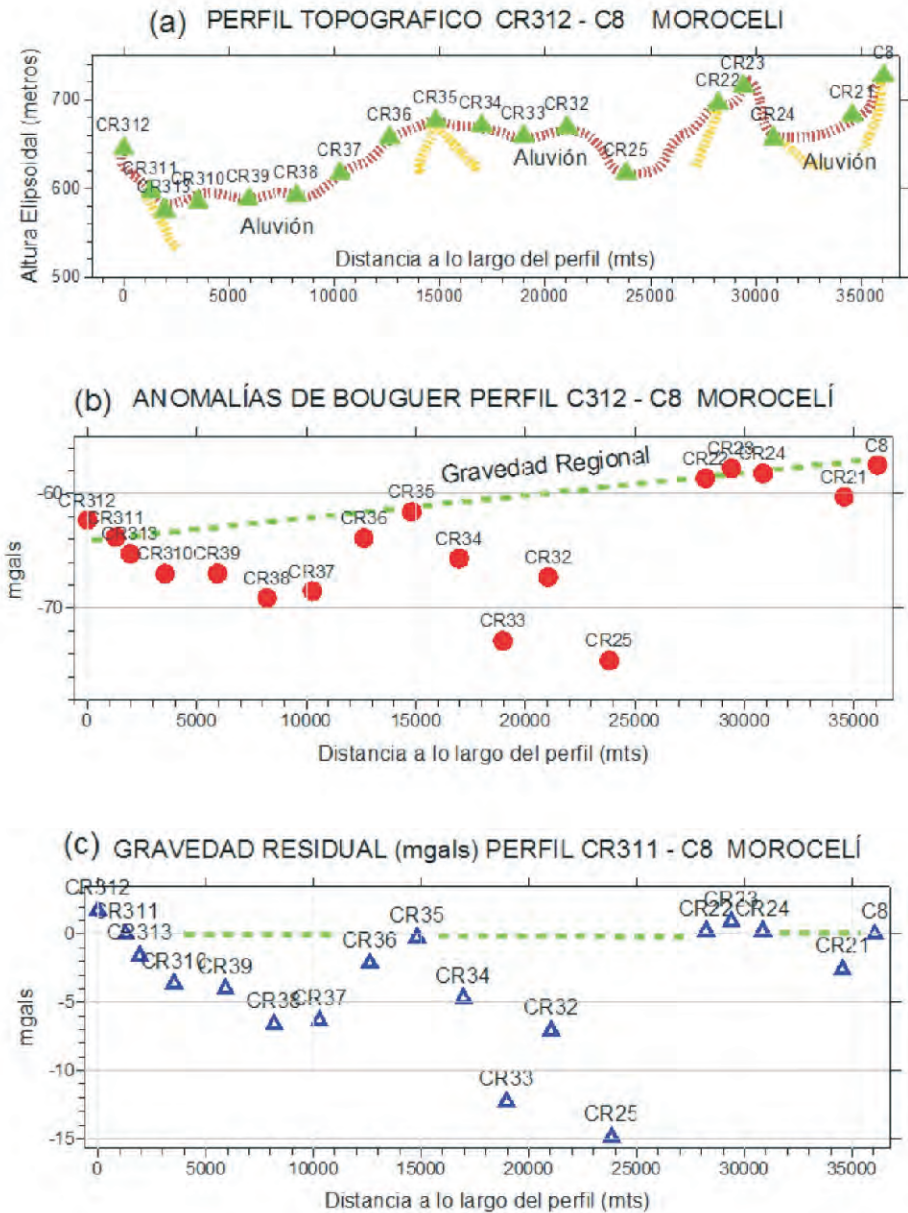 (a) PERFIL TOPOGRAFICO CR312 - C8 MOROCELI
Altura Elipsoidal (metros)
700
600
500
CR312
CR311
CR313
CR310
CR39
CR38
CR37
CR36
CR35
CR34
CR33
CR32
CR25
CR22
CR23
CR24
CR21
C8
Aluvión
Aluvión
Aluvión
Distancia a lo largo del perfil (mts)
0 5000 10000 15000 20000 25000 30000 35000
(b) ANOMALÍAS DE BOUGUER PERFIL C312 - C8 MOROCELÍ
mgals
-60
-70
Gravedad Regional
CR312
CR311
CR313
CR310
CR39
CR38
CR37
CR36
CR35
CR34
CR33
CR32
CR25
CR22
CR23
CR24
CR21
C8
0 5000 10000 15000 20000 25000 30000 35000
Distancia a lo largo del perfil (mts)
(c) GRAVEDAD RESIDUAL (mgals) PERFIL CR311 - C8 MOROCELÍ
mgals
0
-5
-10
-15
CR312
CR311
CR313
CR310
CR39
CR38
CR37
CR36
CR35
CR34
CR33
CR32
CR25
CR22
CR23
CR24
CR21
C8
0 5000 10000 15000 20000 25000 30000 35000
Distancia a lo largo del perfil (mts)